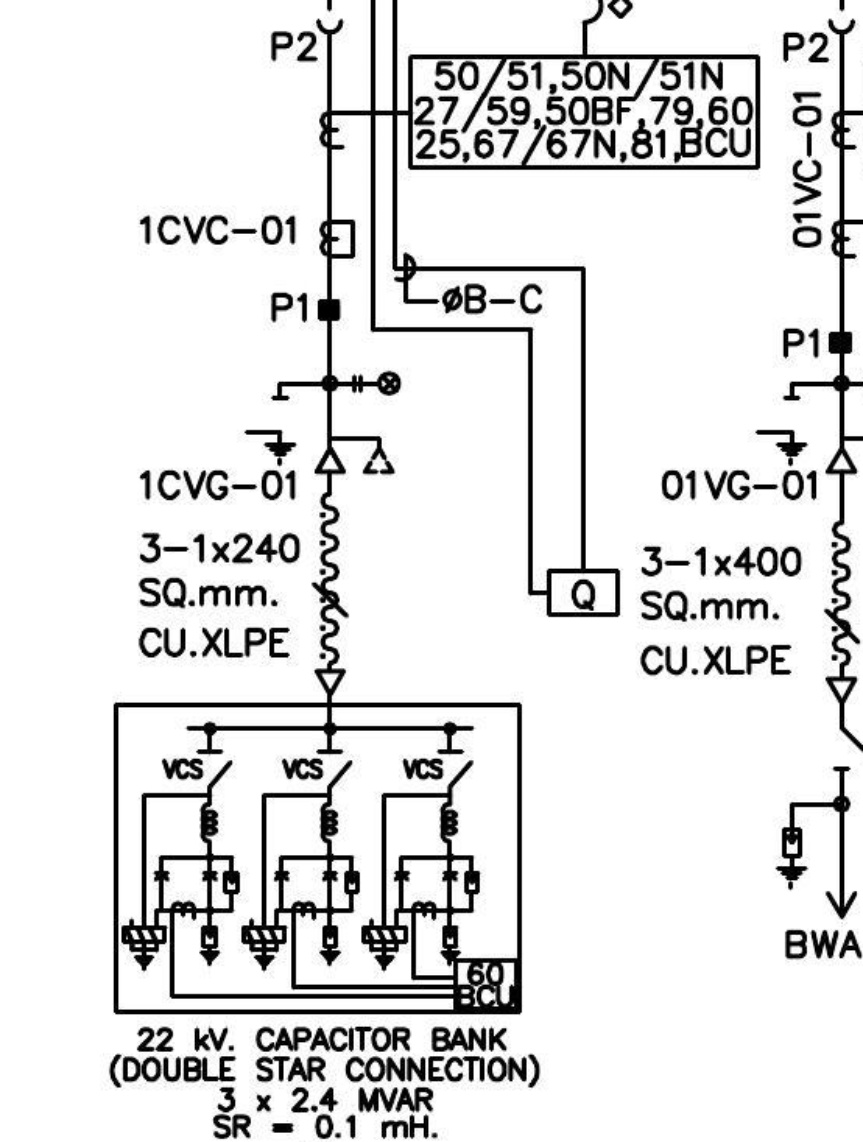 P2
50/51,50N/51N
27/59,50BF,79,60
25,67/67N,81,BCU
P2
01VC-01
1CVC-01
P1
ØB-C
P1
1CVG-01
3-1x240
SQ.mm.
CU.XLPE
Q
01VG-01
3-1x400
SQ.mm.
CU.XLPE
VCS VCS VCS
60
BCU
BWA
22 kV. CAPACITOR BANK
(DOUBLE STAR CONNECTION)
3 x 2.4 MVAR
SR = 0.1 mH.